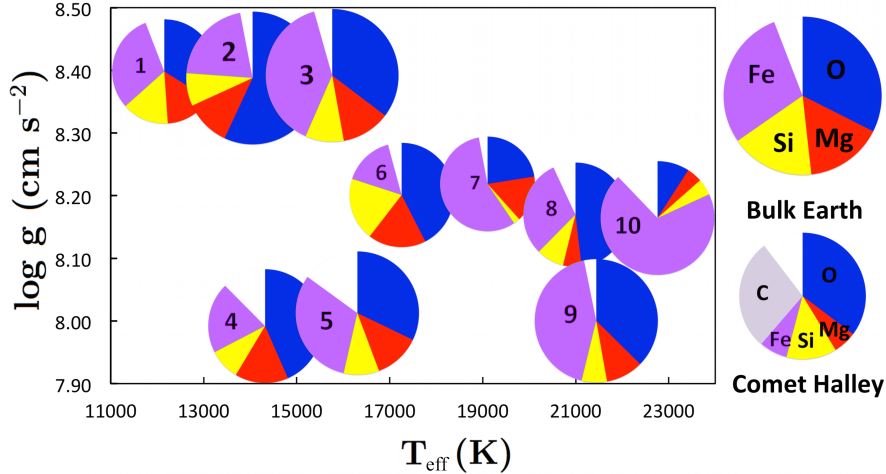 8.50
8.40
8.30
8.20
8.10
8.00
7.90
log g (cm s⁻²)
1
2
3
6
7
8
10
4
5
9
11000 13000 15000 17000 19000 21000 23000
T_eff (K)
Fe O
Si Mg
Bulk Earth
C O
Fe Si Mg
Comet Halley